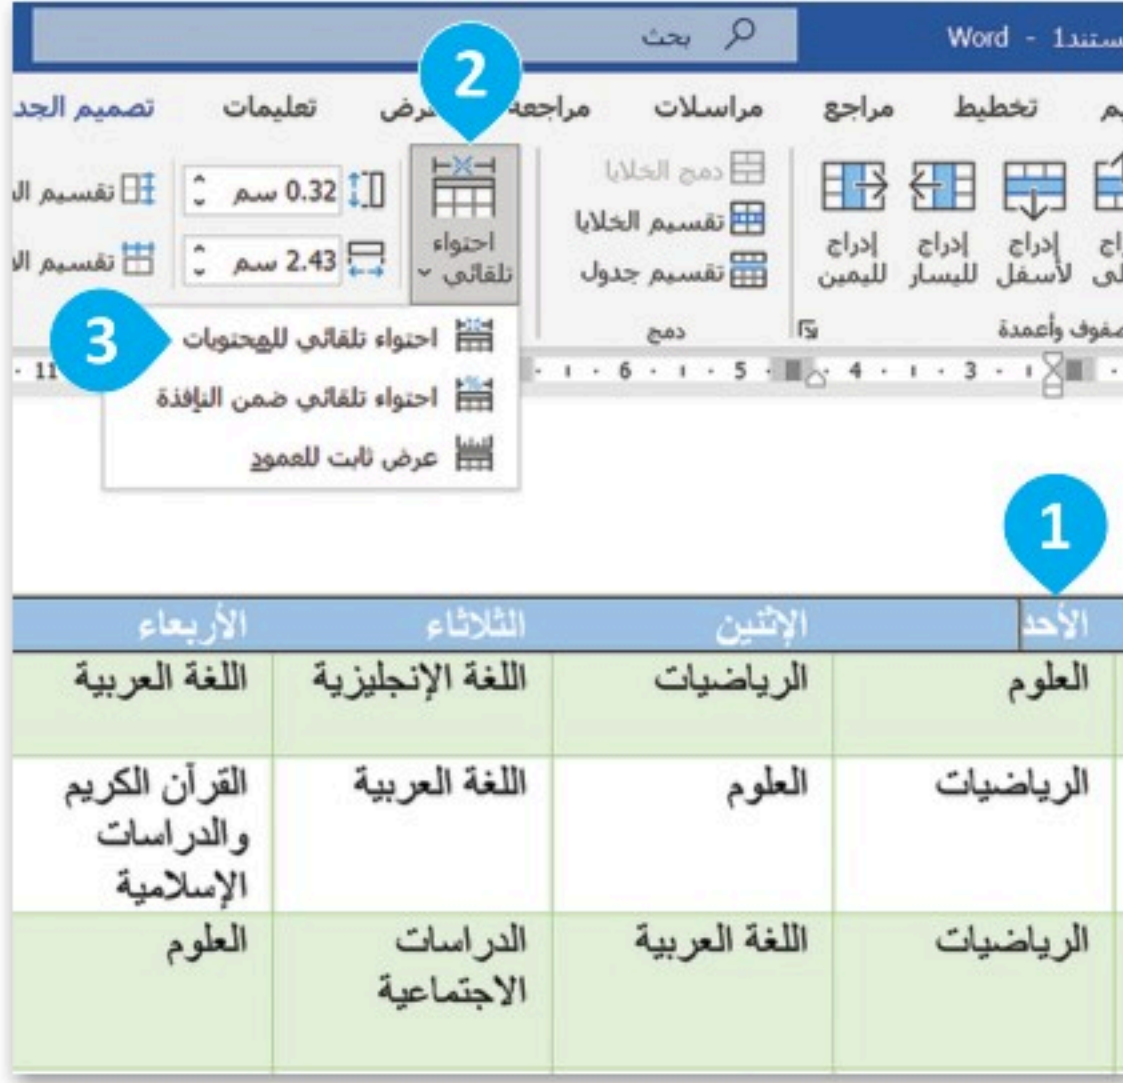 مستند1 - Word
بحث
تخطيط
مراجع
مراسلات
مراجعة
عرض
تعليمات
تصميم الجد
إدراج لأسفل
إدراج لليسار
إدراج لليمين
صفوف وأعمدة
دمج الخلايا
تقسيم الخلايا
تقسيم جدول
دمج
احتواء تلقائي
0.32 سم
2.43 سم
تقسيم ال
تقسيم الا
2
3
احتواء تلقائي للمحتويات
احتواء تلقائي ضمن النافذة
عرض ثابت للعمود
11 6 5 4 3
1
الأحد الإثنين الثلاثاء الأربعاء
العلوم الرياضيات اللغة الإنجليزية اللغة العربية
الرياضيات العلوم اللغة العربية القرآن الكريم
والدراسات
الإسلامية
الرياضيات اللغة العربية الدراسات العلوم
الاجتماعية